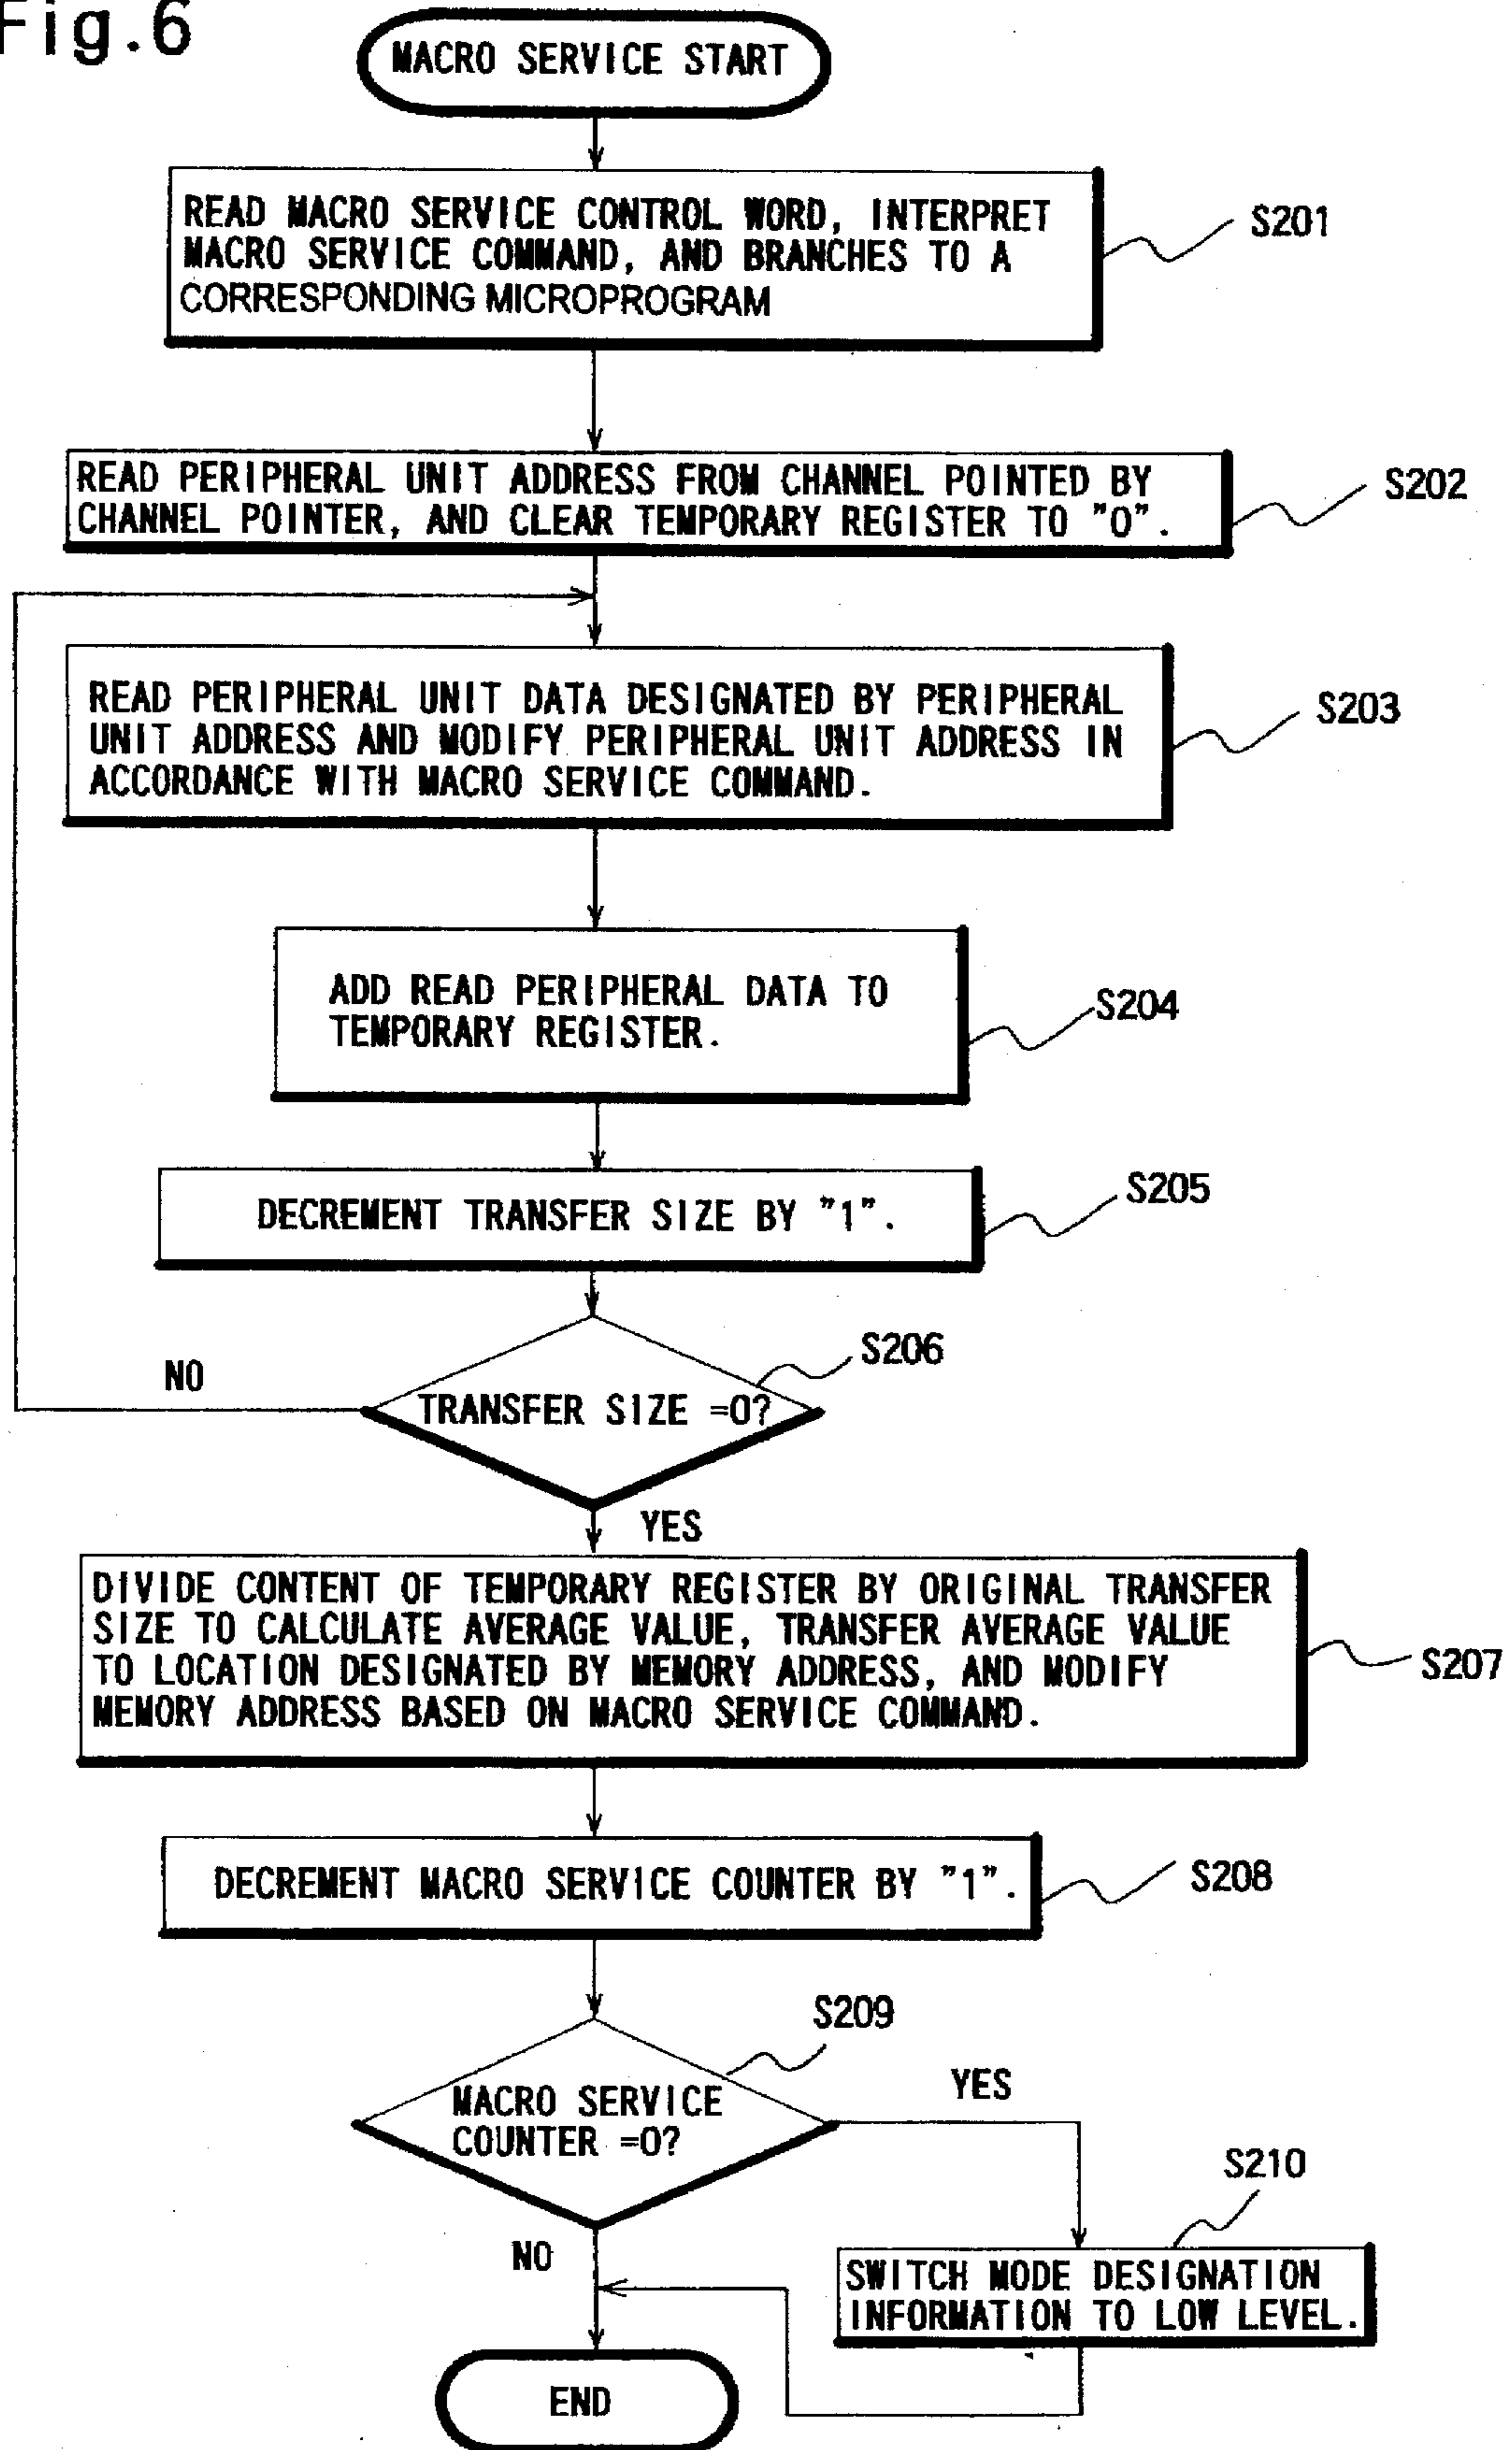 Fig.6
MACRO SERVICE START
READ MACRO SERVICE CONTROL WORD, INTERPRET
MACRO SERVICE COMMAND, AND BRANCHES TO A
CORRESPONDING MICROPROGRAM
S201
READ PERIPHERAL UNIT ADDRESS FROM CHANNEL POINTED BY
CHANNEL POINTER, AND CLEAR TEMPORARY REGISTER TO "0".
S202
READ PERIPHERAL UNIT DATA DESIGNATED BY PERIPHERAL
UNIT ADDRESS AND MODIFY PERIPHERAL UNIT ADDRESS IN
ACCORDANCE WITH MACRO SERVICE COMMAND.
S203
ADD READ PERIPHERAL DATA TO
TEMPORARY REGISTER.
S204
DECREMENT TRANSFER SIZE BY "1".
S205
S206
NO
TRANSFER SIZE =0?
YES
DIVIDE CONTENT OF TEMPORARY REGISTER BY ORIGINAL TRANSFER
SIZE TO CALCULATE AVERAGE VALUE, TRANSFER AVERAGE VALUE
TO LOCATION DESIGNATED BY MEMORY ADDRESS, AND MODIFY
MEMORY ADDRESS BASED ON MACRO SERVICE COMMAND.
S207
DECREMENT MACRO SERVICE COUNTER BY "1".
S208
S209
MACRO SERVICE
COUNTER =0?
YES
S210
NO
SWITCH MODE DESIGNATION
INFORMATION TO LOW LEVEL.
END